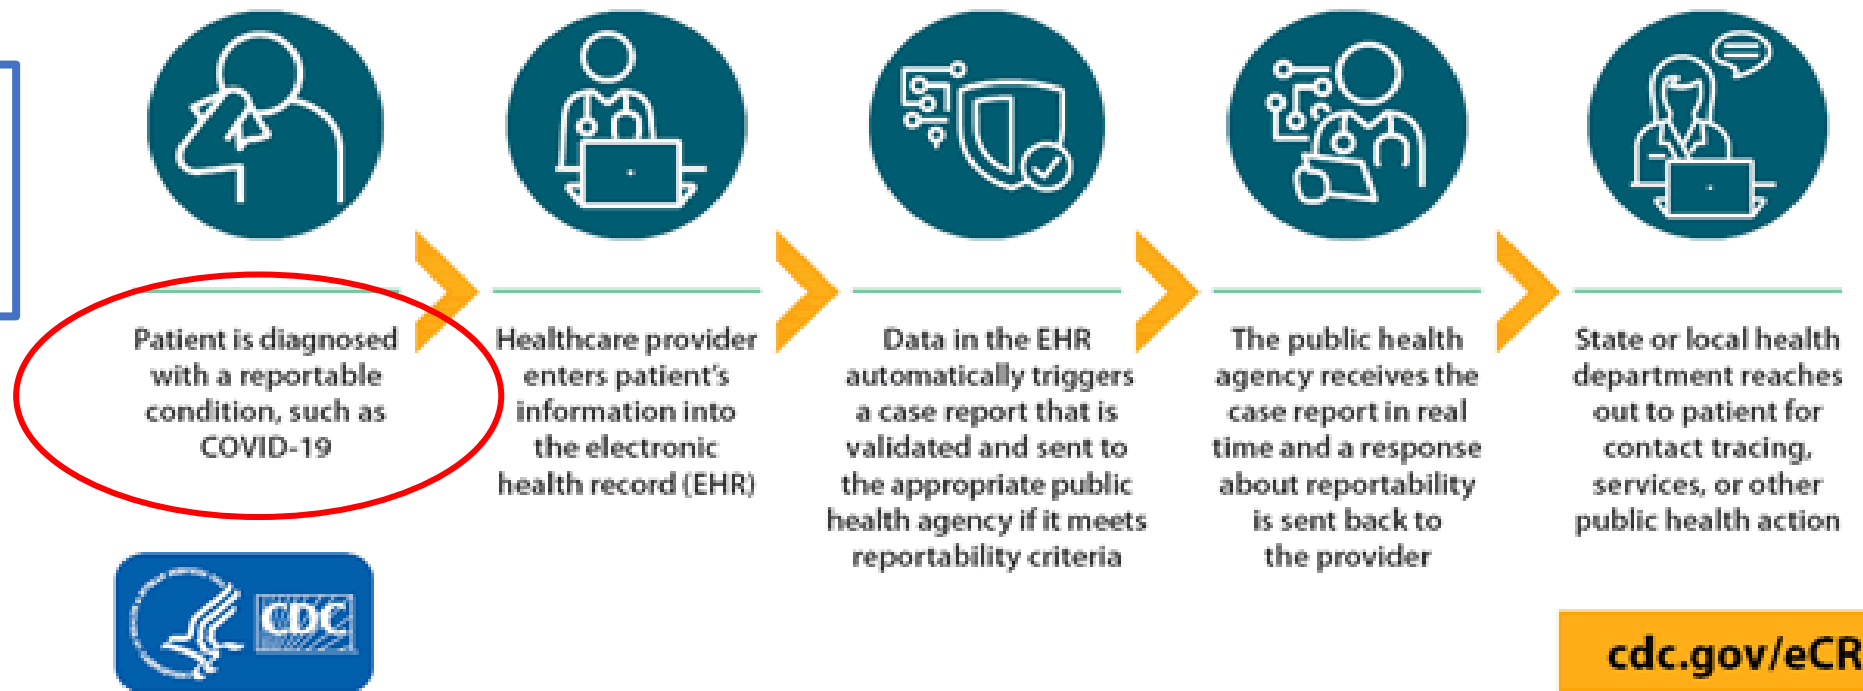 Patient is diagnosed
with a reportable
condition, such as
COVID-19
Healthcare provider
enters patient's
information into
the electronic
health record (EHR)
Data in the EHR
automatically triggers
a case report that is
validated and sent to
the appropriate public
health agency if it meets
reportability criteria
The public health
agency receives the
case report in real
time and a response
about reportability
is sent back to
the provider
State or local health
department reaches
out to patient for
contact tracing,
services, or other
public health action
CDC
cdc.gov/eCR